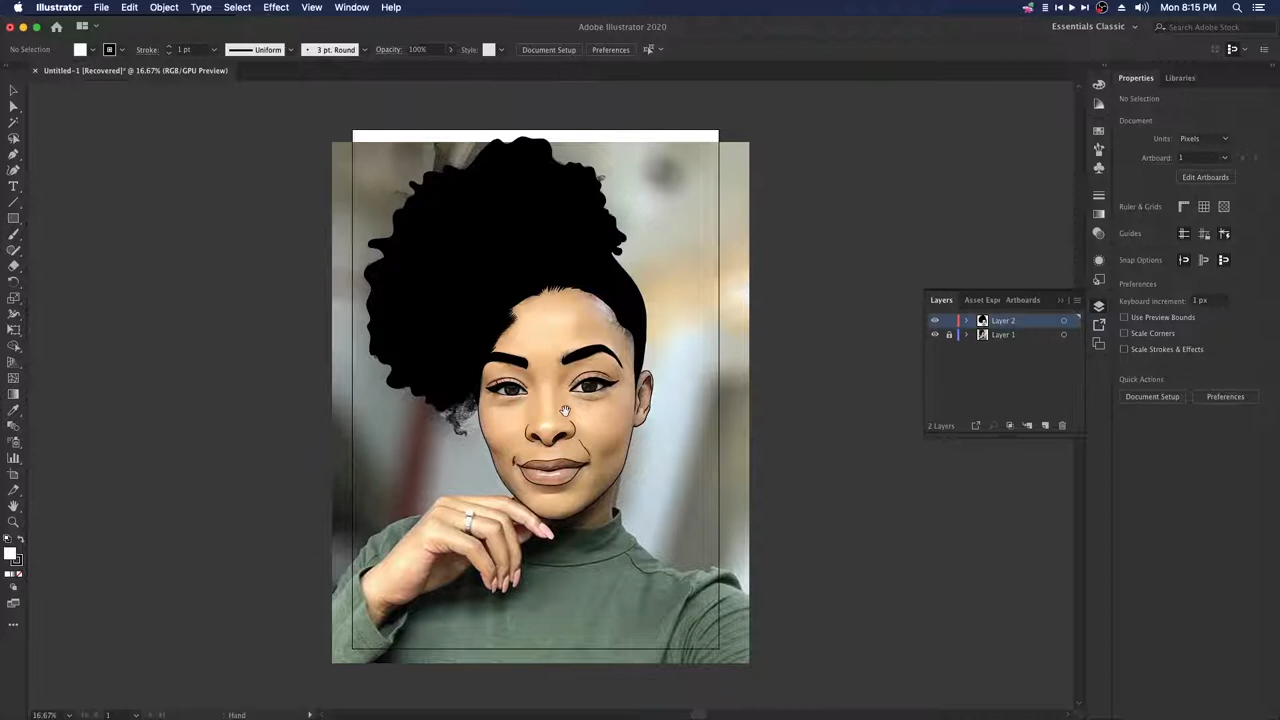 Illustrator File Edit Object Type Select Effect View Window Help
Mon 8:15 PM
Adobe Illustrator 2020
Essentials Classic
Search Adobe Stock
No Selection
Stroke: 1 pt Uniform 3 pt. Round Opacity: 100% Style: Document Setup Preferences
Untitled-1 [Recovered]* @ 16.67% (RGB/GPU Preview)
Properties Libraries
No Selection
Document
Units: Pixels
Artboard: 1
Edit Artboards
Ruler & Grids
Guides
Snap Options
Preferences
Keyboard increment: 1 px
Use Preview Bounds
Scale Corners
Scale Strokes & Effects
Quick Actions
Document Setup Preferences
Layers Asset Expo Artboards
Layer 2
Layer 1
2 Layers
16.67% 1 Hand